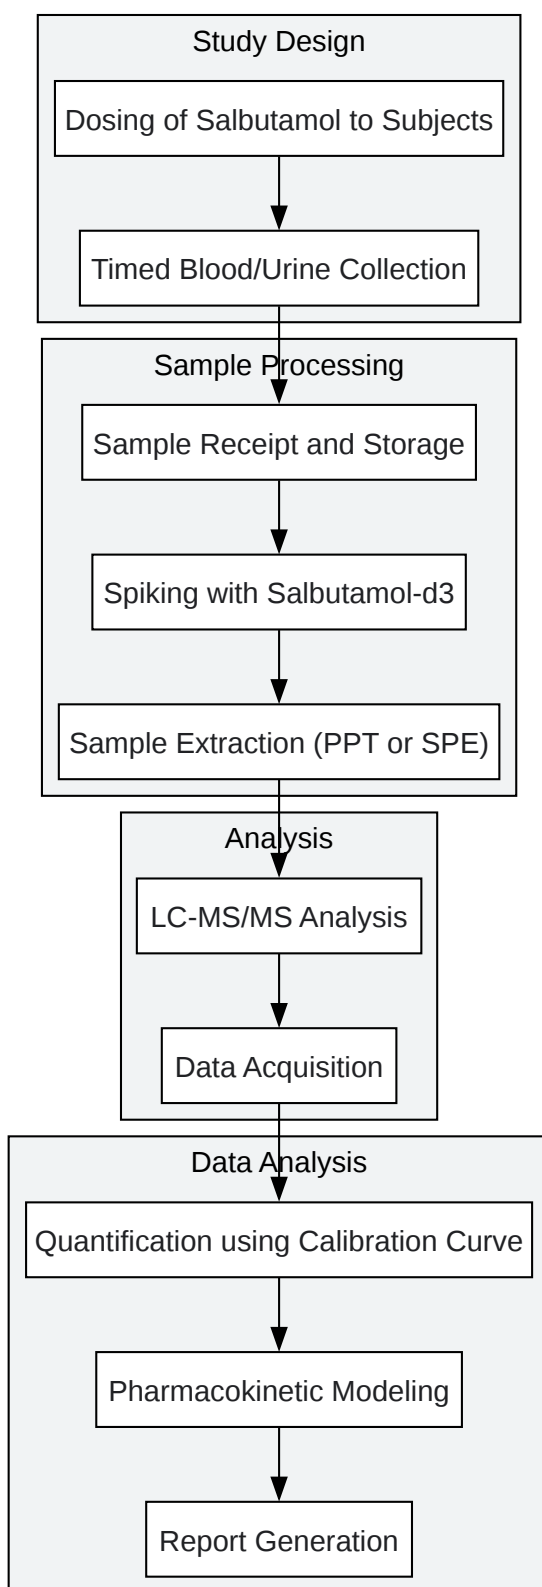 Study Design
Dosing of Salbutamol to Subjects
Timed Blood/Urine Collection
Sample Processing
Sample Receipt and Storage
Spiking with Salbutamol-d3
Sample Extraction (PPT or SPE)
Analysis
LC-MS/MS Analysis
Data Acquisition
Data Analysis
Quantification using Calibration Curve
Pharmacokinetic Modeling
Report Generation